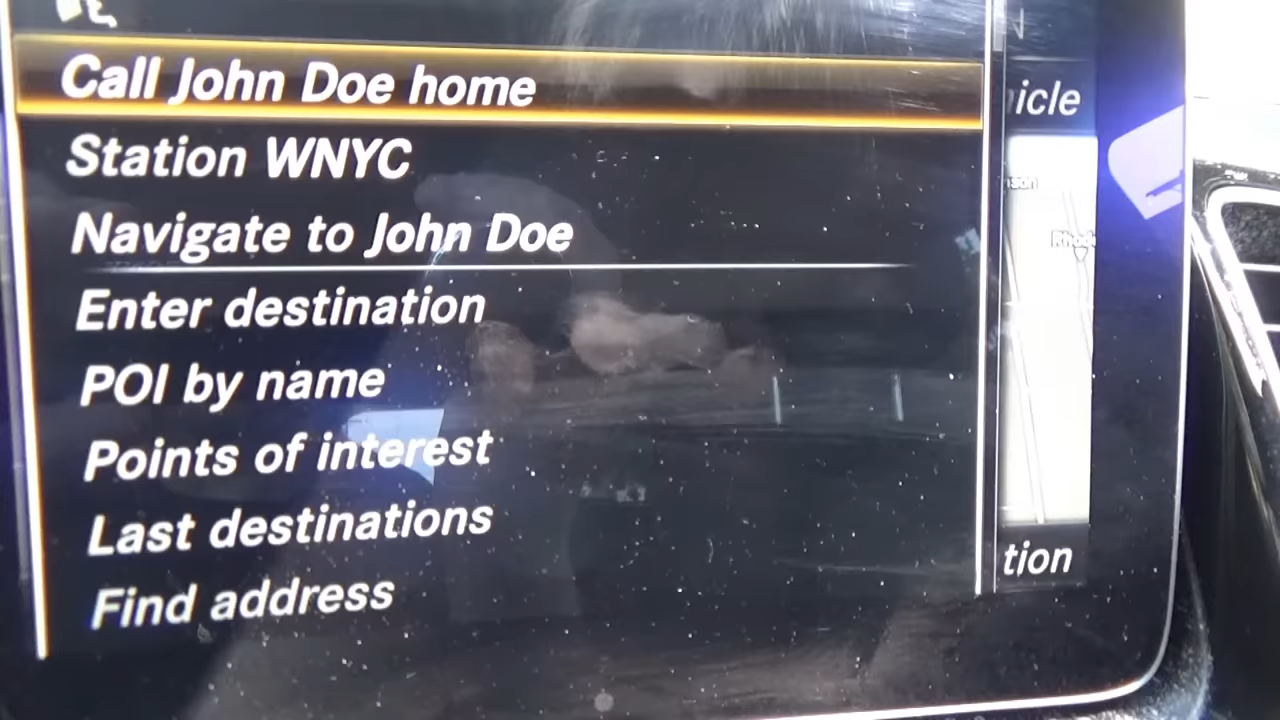 Call John Doe home
Station WNYC
Navigate to John Doe
Enter destination
POI by name
Points of interest
Last destinations
Find address
icle
tion